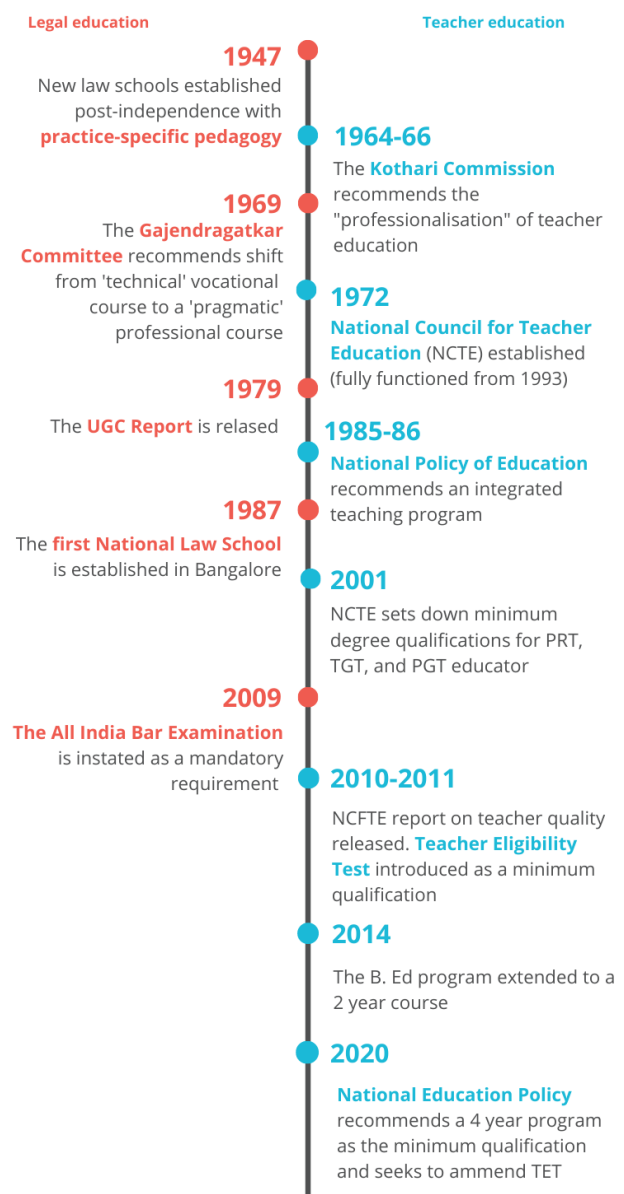 Legal education
Teacher education
1947
New law schools established
post-independence with
practice-specific pedagogy
1964-66
The Kothari Commission
recommends the
"professionalisation" of teacher
education
1969
The Gajendragatkar
Committee recommends shift
from 'technical' vocational
course to a 'pragmatic'
professional course
1972
National Council for Teacher
Education (NCTE) established
(fully functioned from 1993)
1979
The UGC Report is relased
1985-86
National Policy of Education
recommends an integrated
teaching program
1987
The first National Law School
is established in Bangalore
2001
NCTE sets down minimum
degree qualifications for PRT,
TGT, and PGT educator
2009
The All India Bar Examination
is instated as a mandatory
requirement
2010-2011
NCFTE report on teacher quality
released. Teacher Eligibility
Test introduced as a minimum
qualification
2014
The B. Ed program extended to a
2 year course
2020
National Education Policy
recommends a 4 year program
as the minimum qualification
and seeks to ammend TET